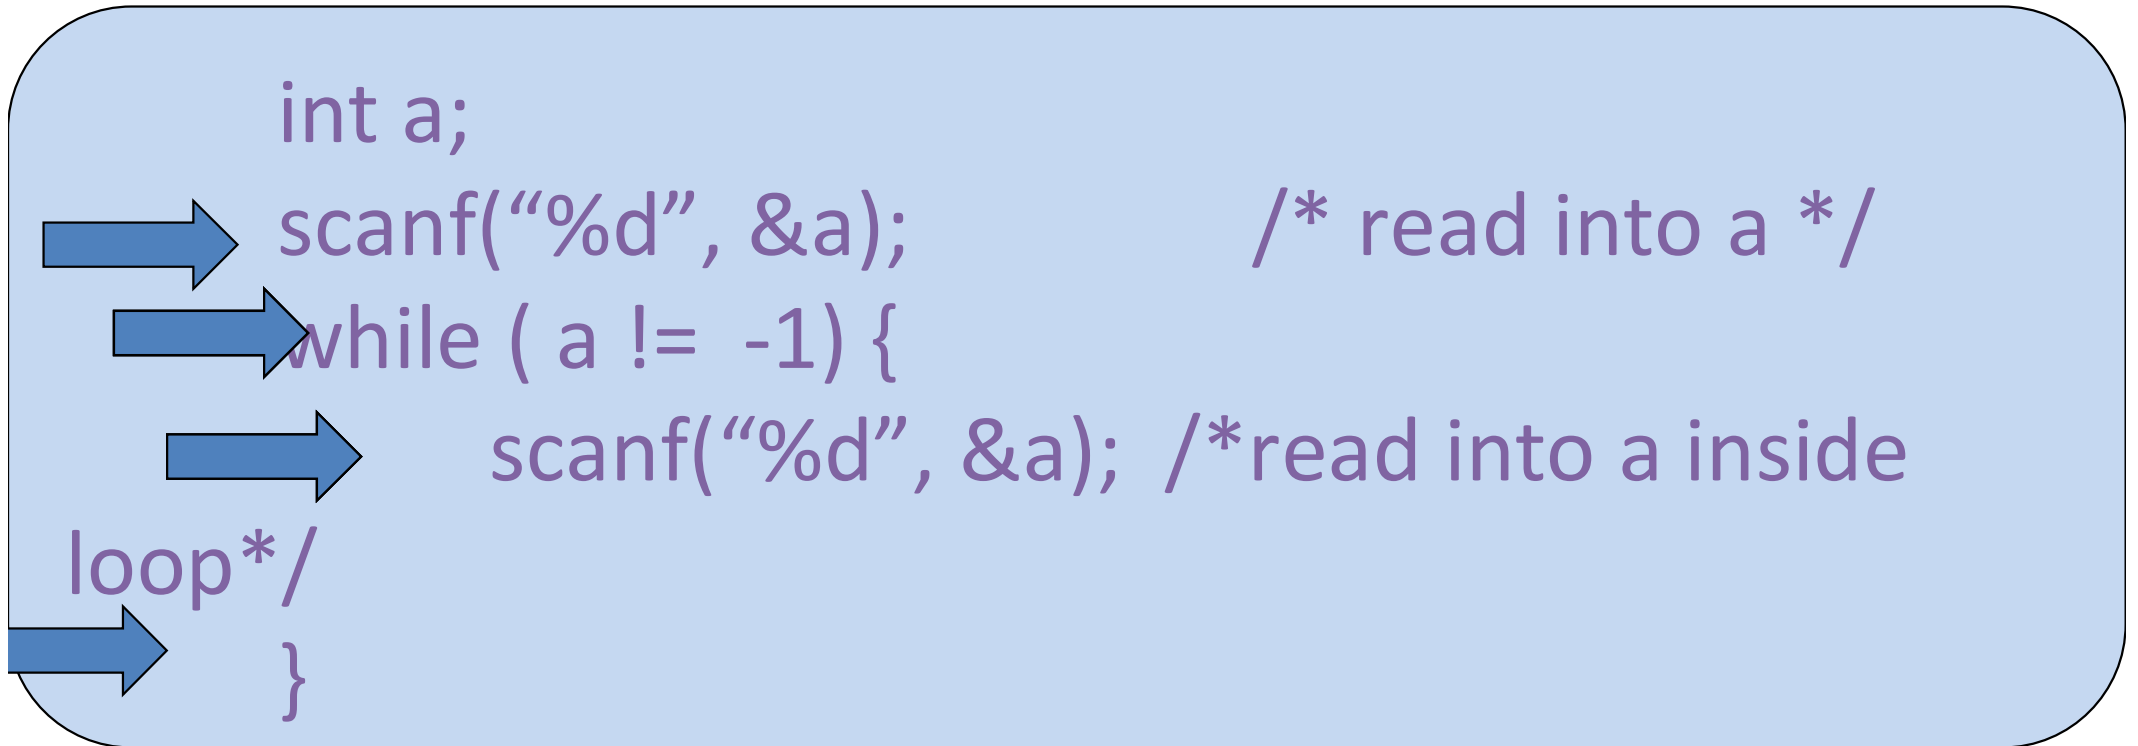 int a;
scanf(“%d”, &a); /* read into a */
while ( a != -1) {
scanf(“%d”, &a); /*read into a inside
loop*/
}